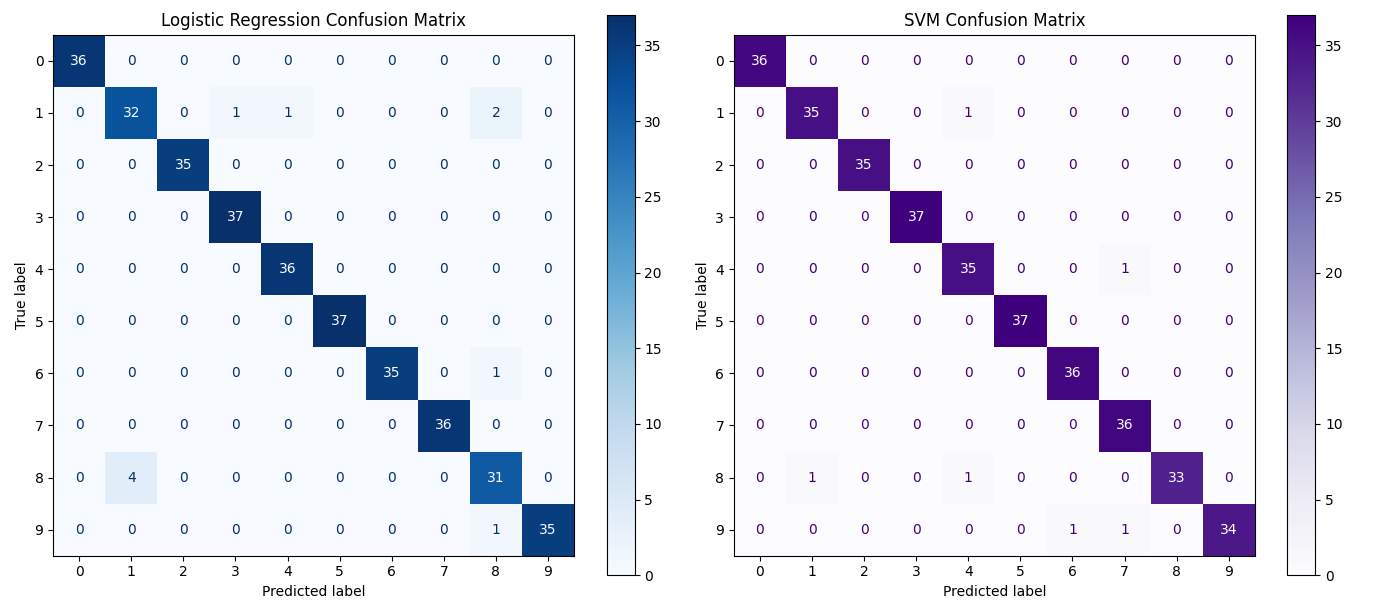 Logistic Regression Confusion Matrix
True label
0 36 0 0 0 0 0 0 0 0 0
1 0 32 0 1 1 0 0 0 2 0
2 0 0 35 0 0 0 0 0 0 0
3 0 0 0 37 0 0 0 0 0 0
4 0 0 0 0 36 0 0 0 0 0
5 0 0 0 0 0 37 0 0 0 0
6 0 0 0 0 0 0 35 0 1 0
7 0 0 0 0 0 0 0 36 0 0
8 0 4 0 0 0 0 0 0 31 0
9 0 0 0 0 0 0 0 0 1 35
0 1 2 3 4 5 6 7 8 9
Predicted label
35
30
25
20
15
10
5
0
SVM Confusion Matrix
True label
0 36 0 0 0 0 0 0 0 0 0
1 0 35 0 0 1 0 0 0 0 0
2 0 0 35 0 0 0 0 0 0 0
3 0 0 0 37 0 0 0 0 0 0
4 0 0 0 0 35 0 0 1 0 0
5 0 0 0 0 0 37 0 0 0 0
6 0 0 0 0 0 0 36 0 0 0
7 0 0 0 0 0 0 0 36 0 0
8 0 1 0 0 1 0 0 0 33 0
9 0 0 0 0 0 0 1 1 0 34
0 1 2 3 4 5 6 7 8 9
Predicted label
35
30
25
20
15
10
5
0